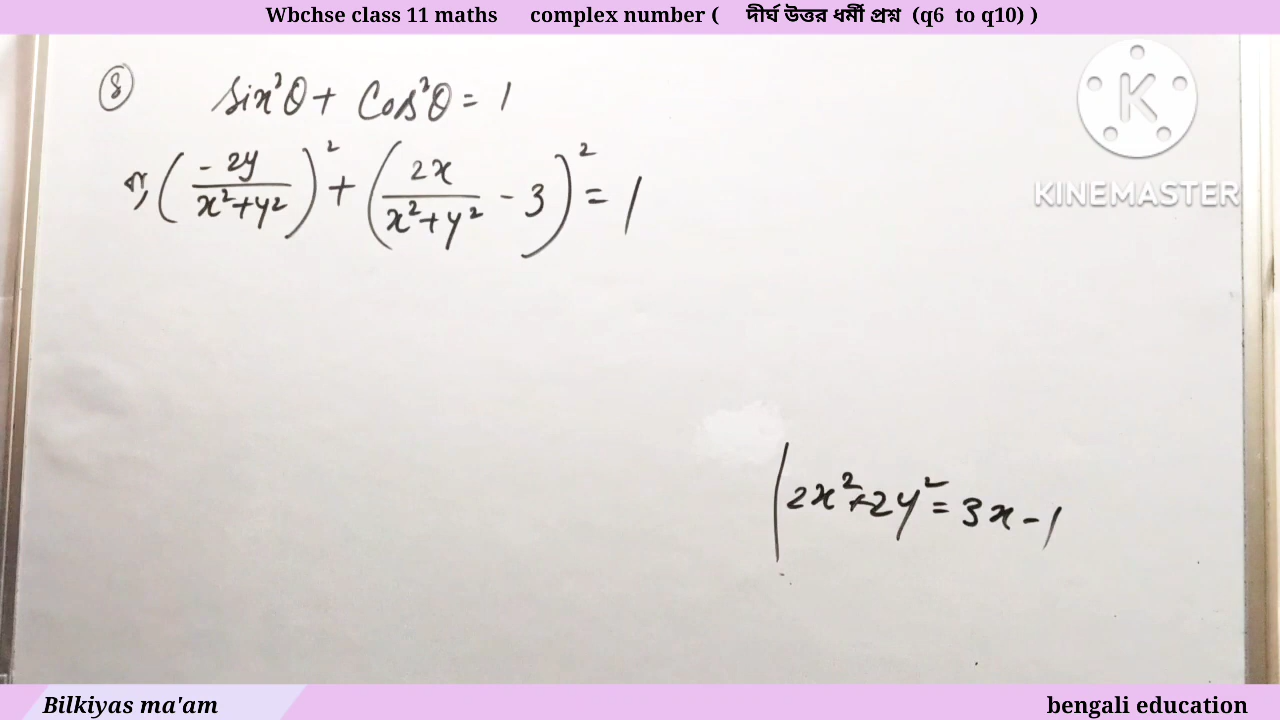 Wbchse class 11 maths complex number ( দীর্ঘ উত্তর ধর্মী প্রশ্ন (q6 to q10) )
⑧ sin²θ + cos²θ = 1
বা, (-2y / x²+y²)² + (2x / x²+y² - 3)² = 1
KINEMASTER
2x²+2y² = 3x-1
Bilkiyas ma'am
bengali education